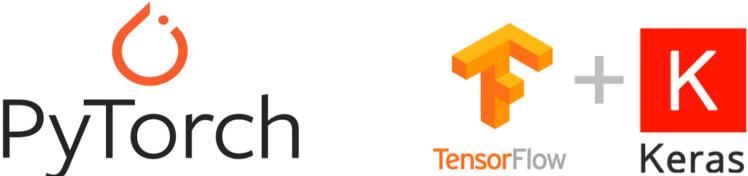 PyTorch
TensorFlow
+
K
Keras